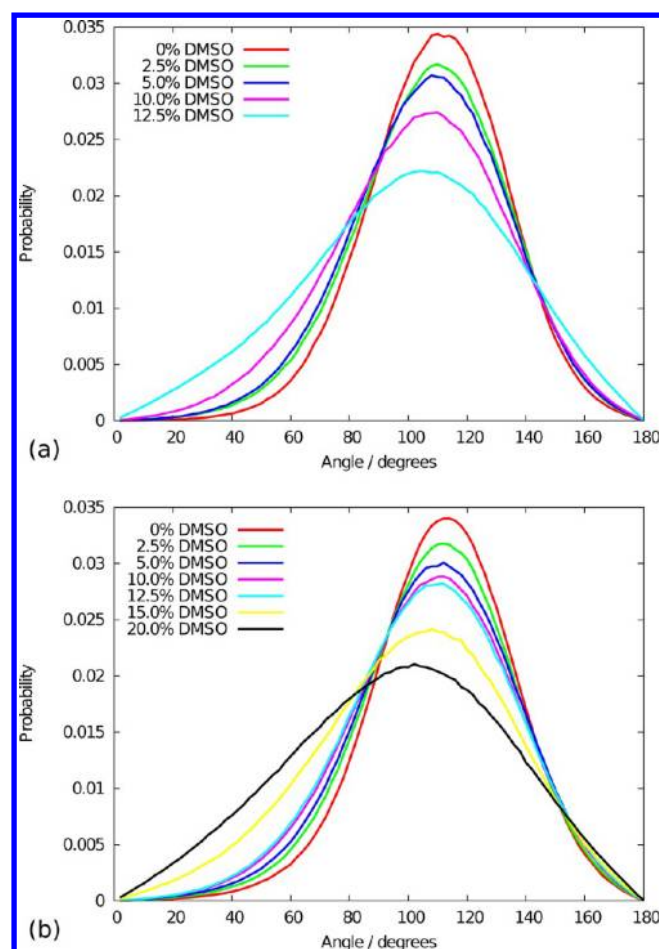 0.035
0.03
0.025
0.02
0.015
0.01
0.005
0
Probability
0% DMSO
2.5% DMSO
5.0% DMSO
10.0% DMSO
12.5% DMSO
0 20 40 60 80 100 120 140 160 180
Angle / degrees
(a)
0.035
0.03
0.025
0.02
0.015
0.01
0.005
0
Probability
0% DMSO
2.5% DMSO
5.0% DMSO
10.0% DMSO
12.5% DMSO
15.0% DMSO
20.0% DMSO
0 20 40 60 80 100 120 140 160 180
Angle / degrees
(b)